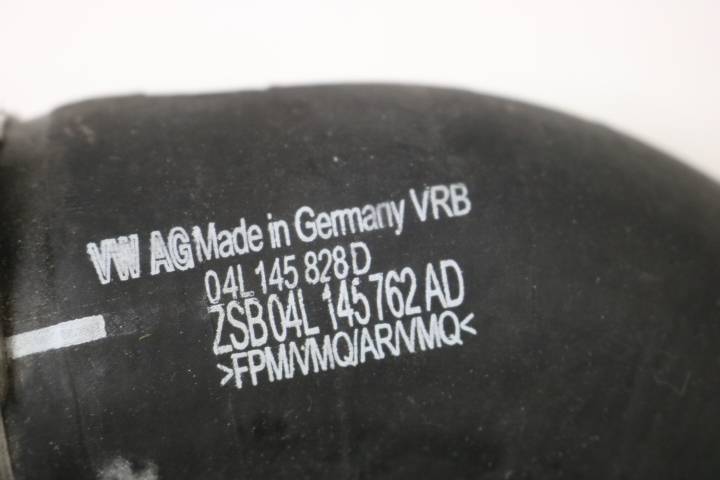 VW AG Made in Germany VRB
04L 145 828 D
ZSB 04L 145 762 AD
>FPM/VMQ/AR/VMQ<